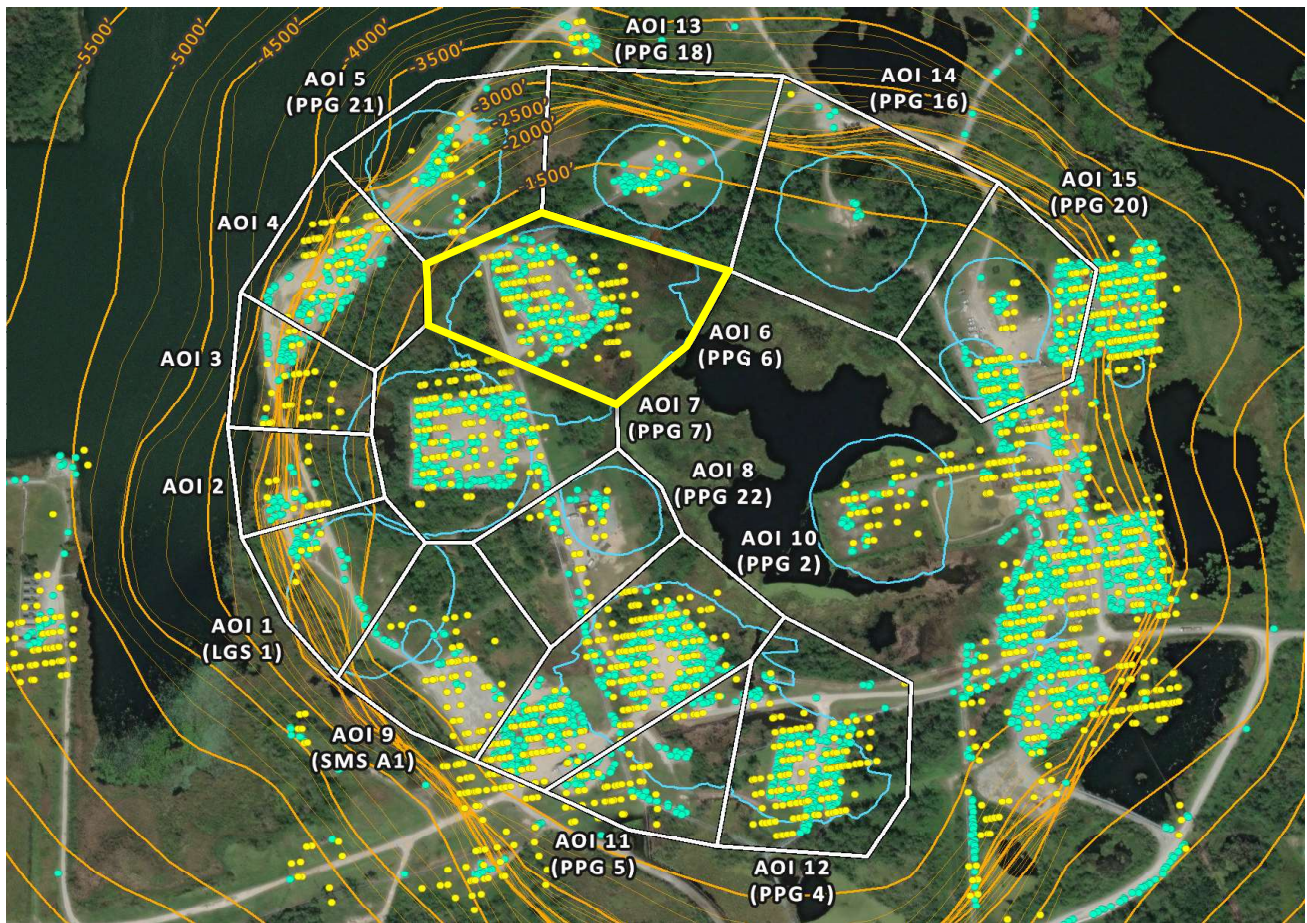 -5500'
-5000'
-4500'
-4000'
-3500'
-3000'
-2500'
-2000'
-1500'
AOI 13
(PPG 18)
AOI 5
(PPG 21)
AOI 14
(PPG 16)
AOI 15
(PPG 20)
AOI 4
AOI 3
AOI 6
(PPG 6)
AOI 7
(PPG 7)
AOI 8
(PPG 22)
AOI 2
AOI 10
(PPG 2)
AOI 1
(LGS 1)
AOI 9
(SMS A1)
AOI 11
(PPG 5)
AOI 12
(PPG 4)